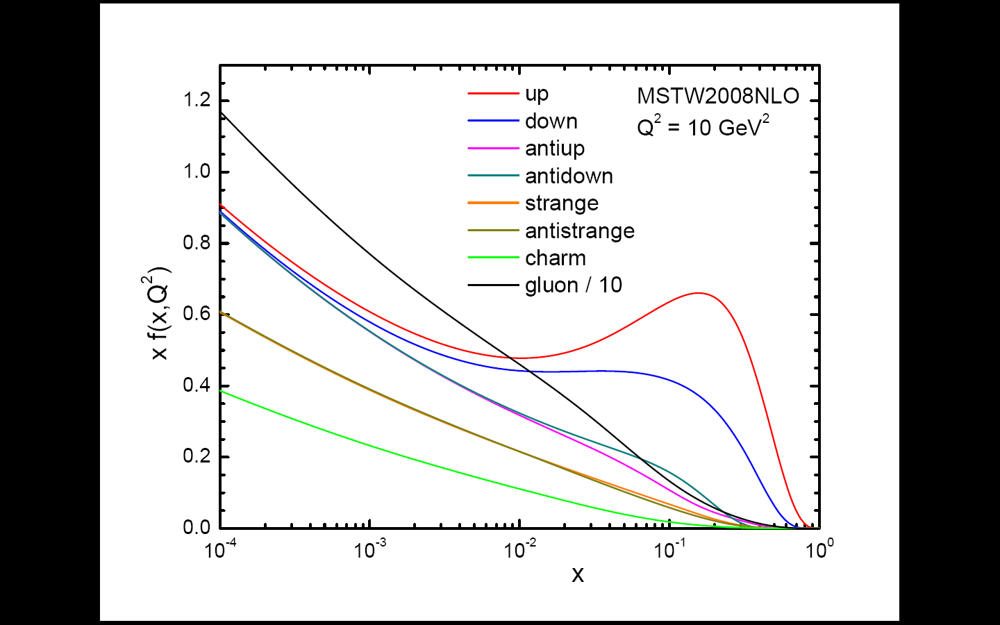 MSTW2008NLO
Q² = 10 GeV²
up
down
antiup
antidown
strange
antistrange
charm
gluon / 10
x f(x,Q²)
1.2
1.0
0.8
0.6
0.4
0.2
0.0
10⁻⁴ 10⁻³ 10⁻² 10⁻¹ 10⁰
x